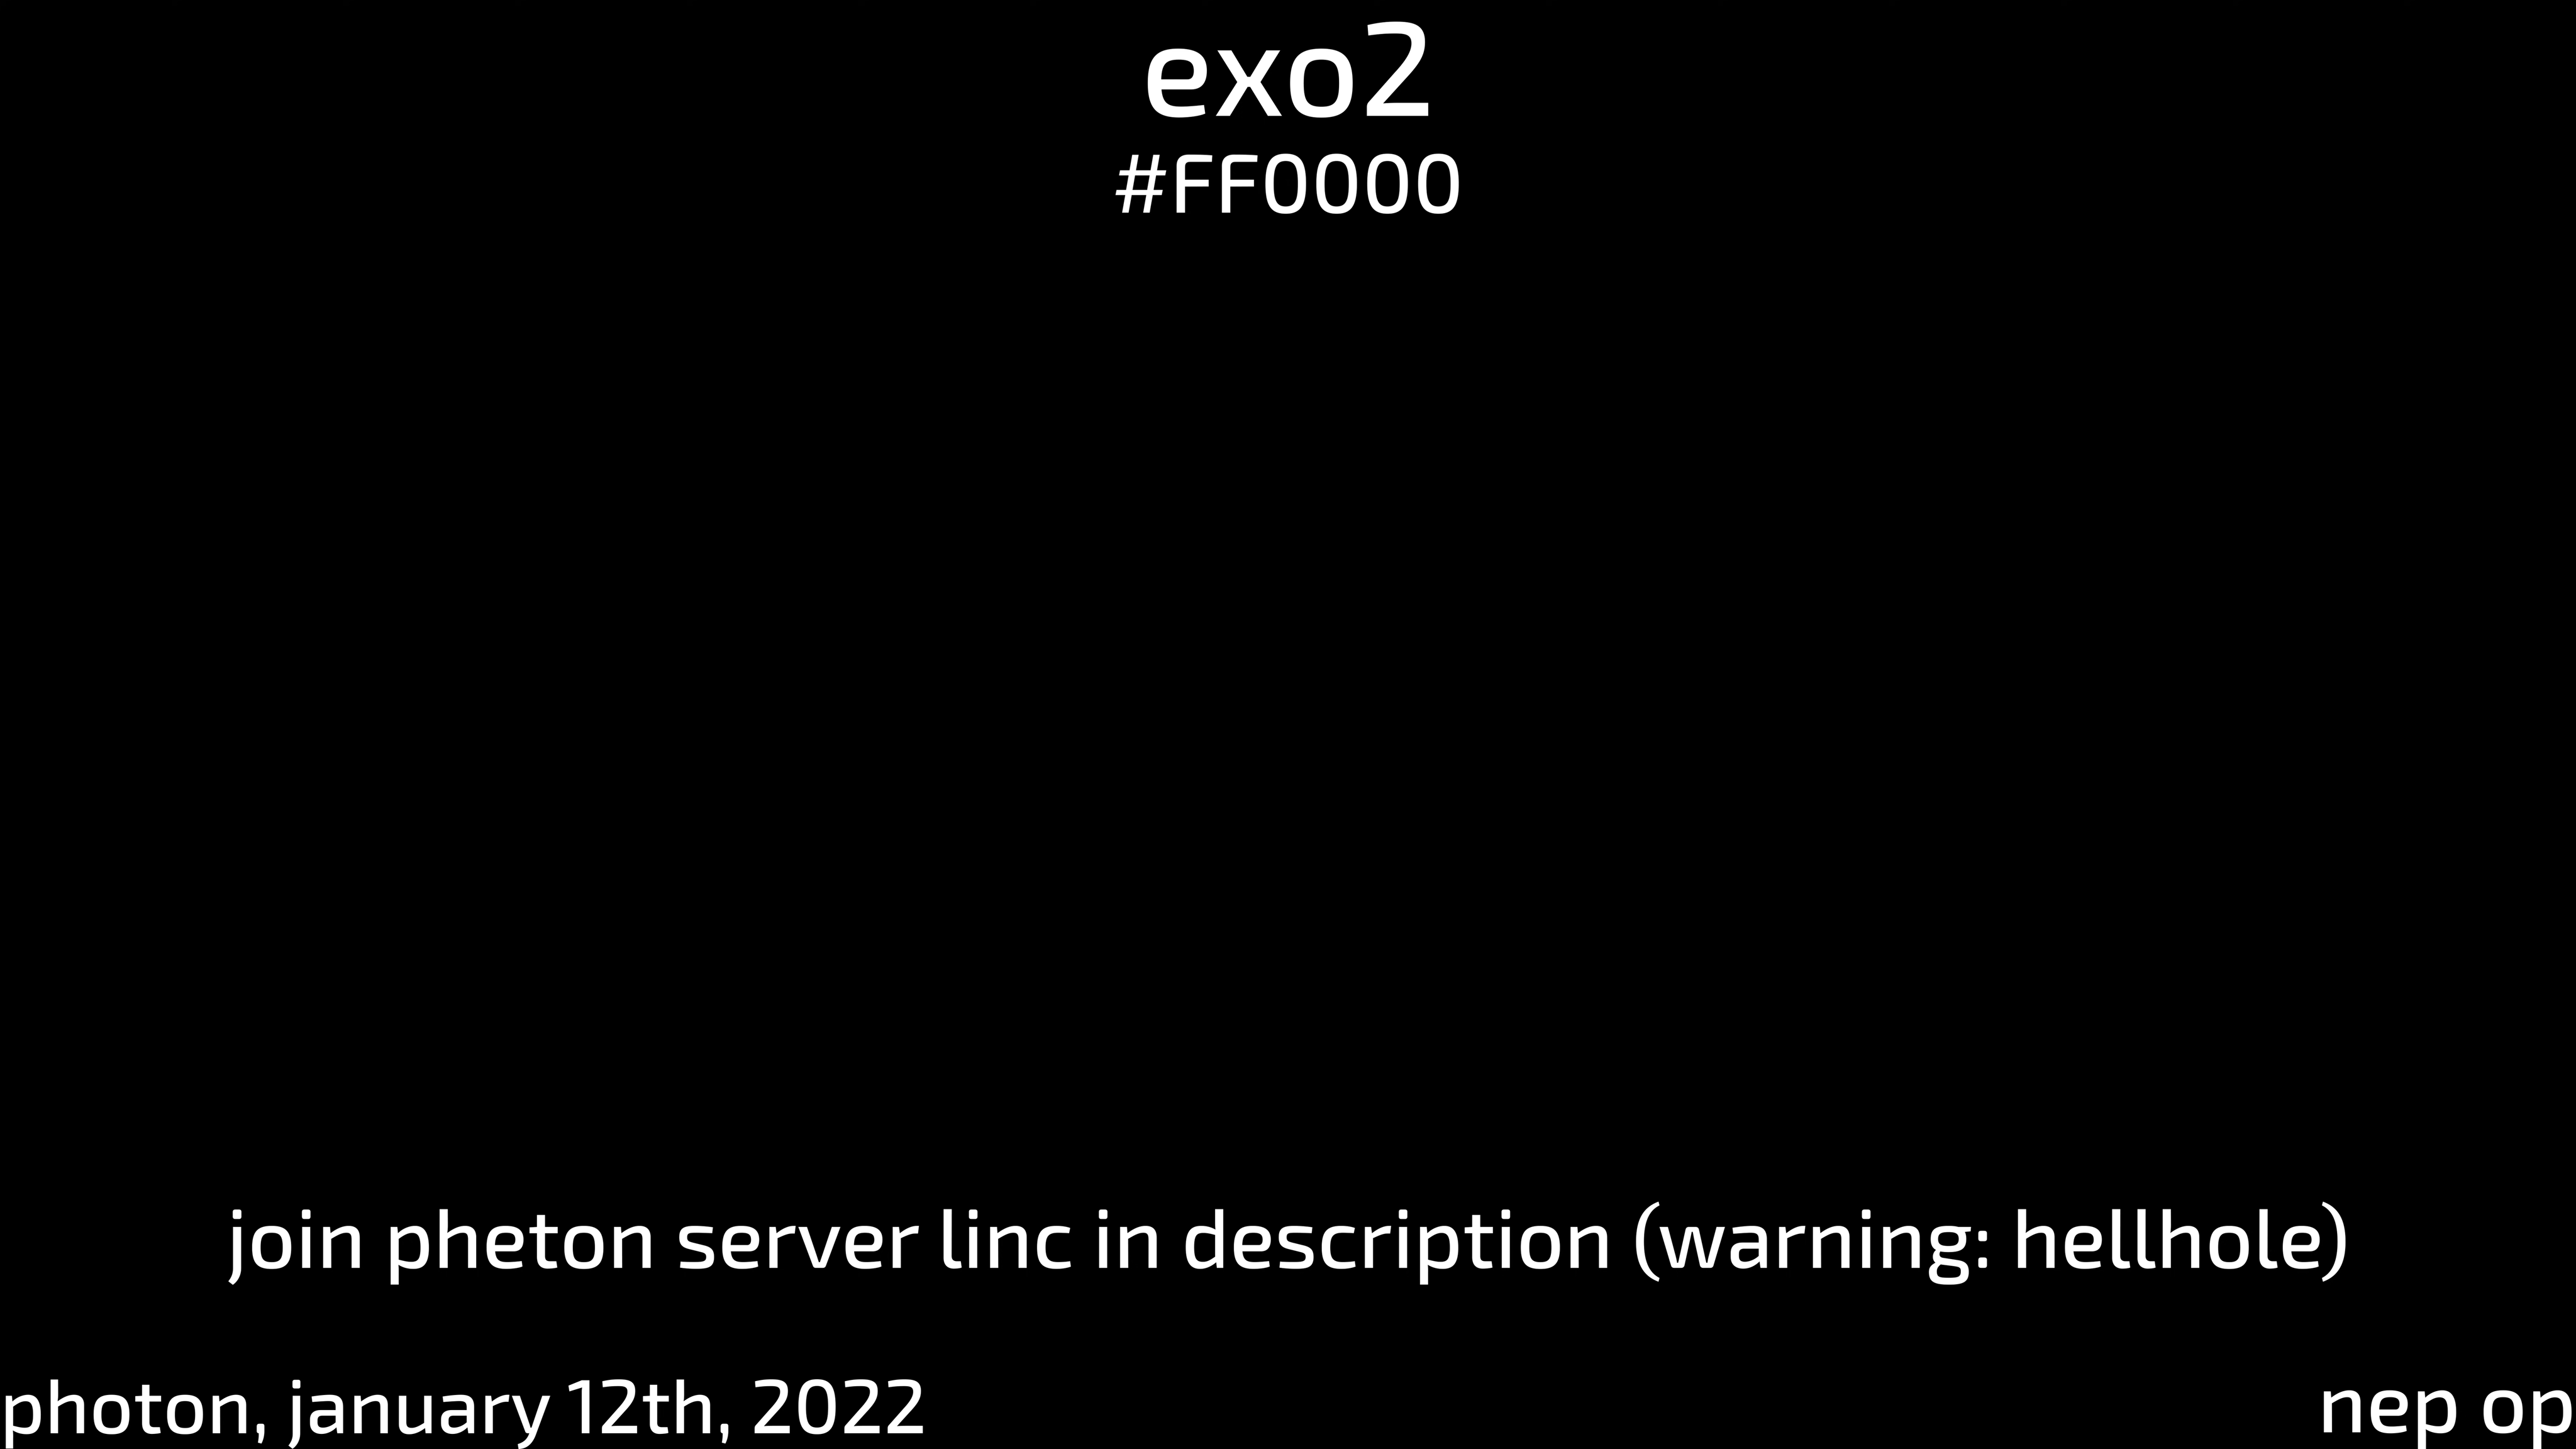 exo2
#FF0000
join pheton server linc in description (warning: hellhole)
photon, january 12th, 2022
nep op